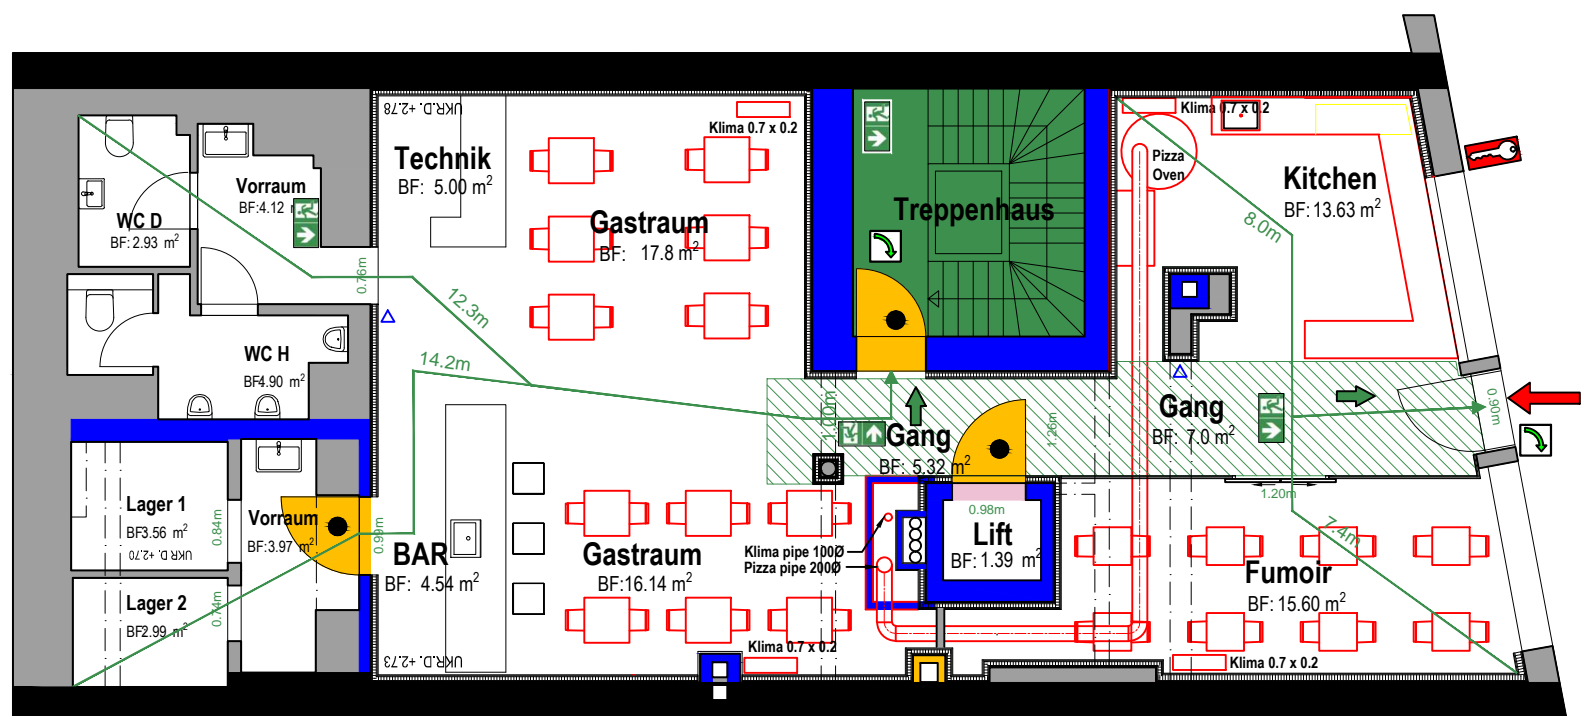 UKR.D. +2.78
Technik
BF: 5.00 m²
Klima 0.7 x 0.2
Gastraum
BF: 17.8 m²
WC D
BF: 2.93 m²
Vorraum
BF:4.12
0.76m
12.3m
14.2m
WC H
BF4.90 m²
Treppenhaus
Pizza
Oven
Klima 0.7 x 0.2
Kitchen
BF: 13.63 m²
8.0m
1.00m
Gang
BF: 5.32 m²
1.26m
Gang
BF: 7.0 m²
0.90m
1.20m
Lager 1
BF3.56 m²
UKR.D. +2.70
0.84m
Vorraum
BF:3.97 m²
0.99m
Lager 2
BF2.99 m²
0.74m
BAR
BF: 4.54 m²
UKR.D. +2.73
Gastraum
BF:16.14 m²
Klima pipe 100Ø
Pizza pipe 200Ø
0.98m
Lift
BF: 1.39 m²
Klima 0.7 x 0.2
7.4m
Fumoir
BF: 15.60 m²
Klima 0.7 x 0.2